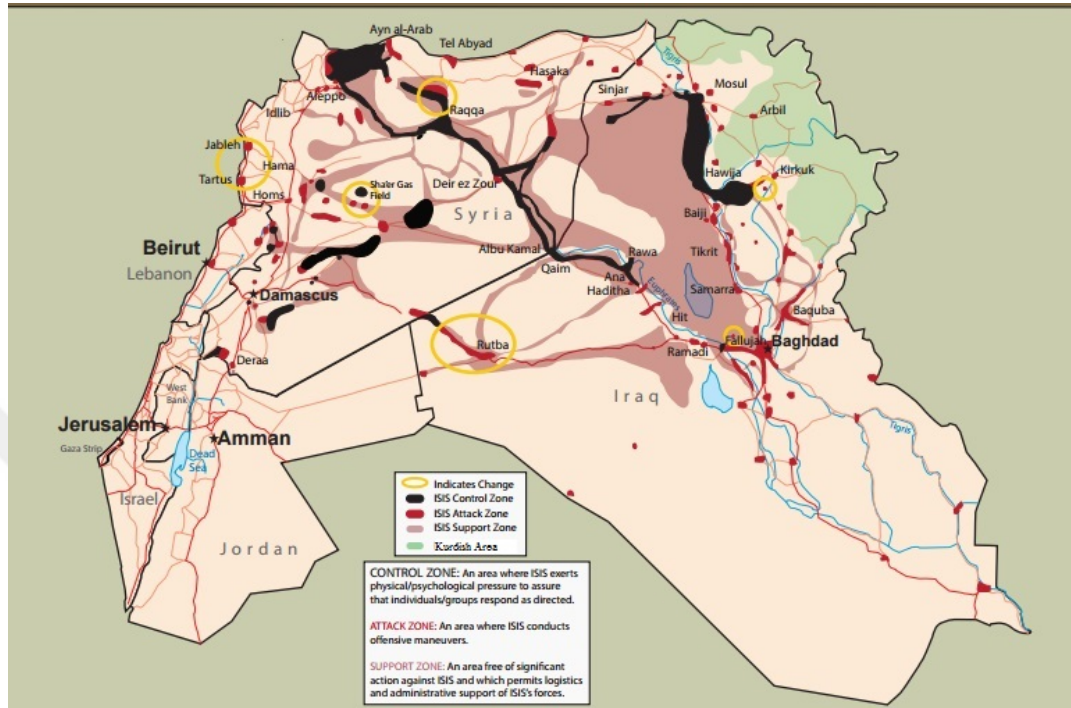 Ayn al-Arab
Tel Abyad
Tigris
Hasaka
Mosul
Sinjar
Aleppo
Raqqa
Arbil
Idlib
Jableh
Hama
Hawija
Kirkuk
Tartus
Sha'er Gas
Field
Deir ez Zour
Homs
Baiji
Syria
Beirut
Albu Kamal
Rawa
Tikrit
Lebanon
Qaim
Ana
Haditha
Euphrates
Samarra
Damascus
Hit
Baquba
Rutba
Ramadi
Fallujah
Baghdad
Deraa
West
Bank
Iraq
Jerusalem
Gaza Strip
Amman
Dead
Sea
Tigris
Israel
Jordan
Indicates Change
ISIS Control Zone
ISIS Attack Zone
ISIS Support Zone
Kurdish Area
CONTROL ZONE: An area where ISIS exerts
physical/psychological pressure to assure
that individuals/groups respond as directed.
ATTACK ZONE: An area where ISIS conducts
offensive maneuvers.
SUPPORT ZONE: An area free of significant
action against ISIS and which permits logistics
and administrative support of ISIS's forces.